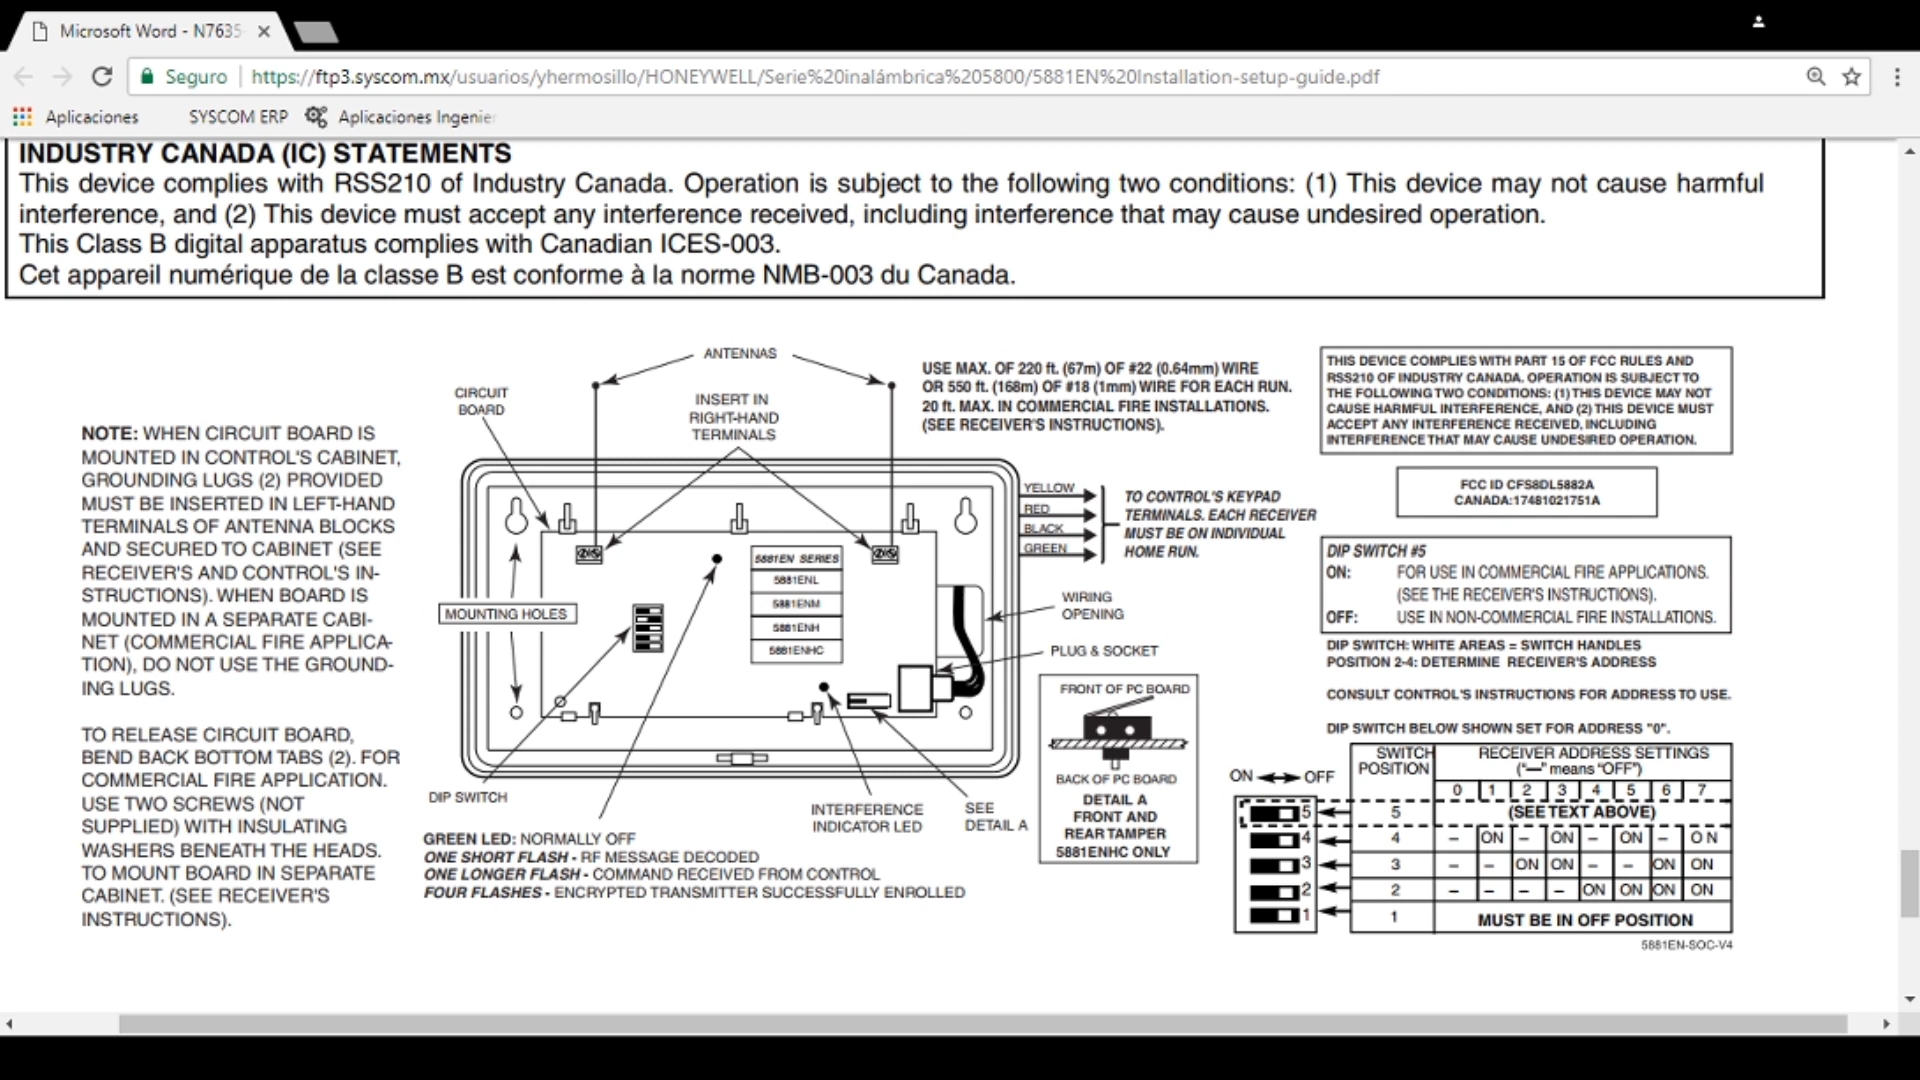 Microsoft Word - N7635
Seguro
https://ftp3.syscom.mx/usuarios/yhermosillo/HONEYWELL/Serie%20inalámbrica%205800/5881EN%20Installation-setup-guide.pdf
Aplicaciones
SYSCOM ERP
Aplicaciones Ingenier
INDUSTRY CANADA (IC) STATEMENTS
This device complies with RSS210 of Industry Canada. Operation is subject to the following two conditions: (1) This device may not cause harmful
interference, and (2) This device must accept any interference received, including interference that may cause undesired operation.
This Class B digital apparatus complies with Canadian ICES-003.
Cet appareil numérique de la classe B est conforme à la norme NMB-003 du Canada.
NOTE: WHEN CIRCUIT BOARD IS
MOUNTED IN CONTROL'S CABINET,
GROUNDING LUGS (2) PROVIDED
MUST BE INSERTED IN LEFT-HAND
TERMINALS OF ANTENNA BLOCKS
AND SECURED TO CABINET (SEE
RECEIVER'S AND CONTROL'S IN-
STRUCTIONS). WHEN BOARD IS
MOUNTED IN A SEPARATE CABI-
NET (COMMERCIAL FIRE APPLICA-
TION), DO NOT USE THE GROUND-
ING LUGS.
TO RELEASE CIRCUIT BOARD,
BEND BACK BOTTOM TABS (2). FOR
COMMERCIAL FIRE APPLICATION.
USE TWO SCREWS (NOT
SUPPLIED) WITH INSULATING
WASHERS BENEATH THE HEADS.
TO MOUNT BOARD IN SEPARATE
CABINET. (SEE RECEIVER'S
INSTRUCTIONS).
ANTENNAS
CIRCUIT
BOARD
INSERT IN
RIGHT-HAND
TERMINALS
5881EN SERIES
5881ENL
5881ENM
5881ENH
5881ENHC
MOUNTING HOLES
DIP SWITCH
INTERFERENCE
INDICATOR LED
SEE
DETAIL A
GREEN LED: NORMALLY OFF
ONE SHORT FLASH - RF MESSAGE DECODED
ONE LONGER FLASH - COMMAND RECEIVED FROM CONTROL
FOUR FLASHES - ENCRYPTED TRANSMITTER SUCCESSFULLY ENROLLED
USE MAX. OF 220 ft. (67m) OF #22 (0.64mm) WIRE
OR 550 ft. (168m) OF #18 (1mm) WIRE FOR EACH RUN.
20 ft. MAX. IN COMMERCIAL FIRE INSTALLATIONS.
(SEE RECEIVER'S INSTRUCTIONS).
YELLOW
RED
BLACK
GREEN
TO CONTROL'S KEYPAD
TERMINALS. EACH RECEIVER
MUST BE ON INDIVIDUAL
HOME RUN.
WIRING
OPENING
PLUG & SOCKET
FRONT OF PC BOARD
BACK OF PC BOARD
DETAIL A
FRONT AND
REAR TAMPER
5881ENHC ONLY
THIS DEVICE COMPLIES WITH PART 15 OF FCC RULES AND
RSS210 OF INDUSTRY CANADA. OPERATION IS SUBJECT TO
THE FOLLOWING TWO CONDITIONS: (1) THIS DEVICE MAY NOT
CAUSE HARMFUL INTERFERENCE, AND (2) THIS DEVICE MUST
ACCEPT ANY INTERFERENCE RECEIVED, INCLUDING
INTERFERENCE THAT MAY CAUSE UNDESIRED OPERATION.
FCC ID CFS8DL5882A
CANADA:17481021751A
DIP SWITCH #5
ON: FOR USE IN COMMERCIAL FIRE APPLICATIONS.
(SEE THE RECEIVER'S INSTRUCTIONS).
OFF: USE IN NON-COMMERCIAL FIRE INSTALLATIONS.
DIP SWITCH: WHITE AREAS = SWITCH HANDLES
POSITION 2-4: DETERMINE RECEIVER'S ADDRESS
CONSULT CONTROL'S INSTRUCTIONS FOR ADDRESS TO USE.
DIP SWITCH BELOW SHOWN SET FOR ADDRESS "0".
ON OFF
5
4
3
2
1
SWITCH POSITION RECEIVER ADDRESS SETTINGS
("—" means "OFF")
0 1 2 3 4 5 6 7
5 (SEE TEXT ABOVE)
4 – ON – ON – ON – O N
3 – – ON ON – – ON ON
2 – – – – ON ON ON ON
1 MUST BE IN OFF POSITION
5881EN-SOC-V4